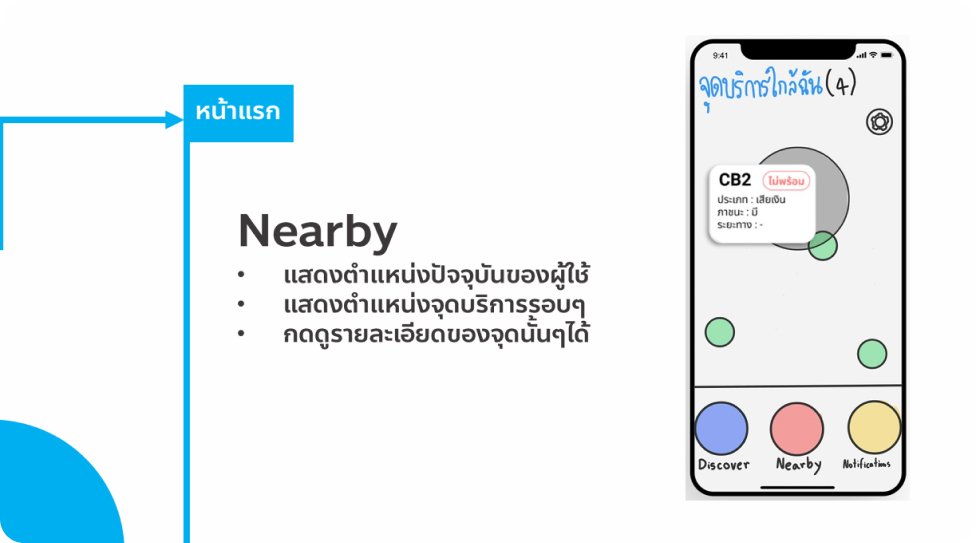 หน้าแรก
Nearby
• แสดงตำแหน่งปัจจุบันของผู้ใช้
• แสดงตำแหน่งจุดบริการรอบๆ
• กดดูรายละเอียดของจุดนั้นๆได้
9:41
จุดบริการใกล้ฉัน (4)
CB2 ไม่พร้อม
ประเภท : เสียเงิน
ภาชนะ : มี
ระยะทาง : -
Discover Nearby Notifications